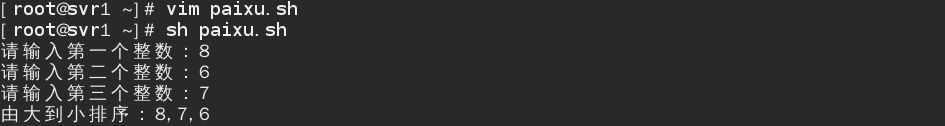 [root@svr1 ~]# vim paixu.sh
[root@svr1 ~]# sh paixu.sh
请输入第一个整数：8
请输入第二个整数：6
请输入第三个整数：7
由大到小排序：8,7,6